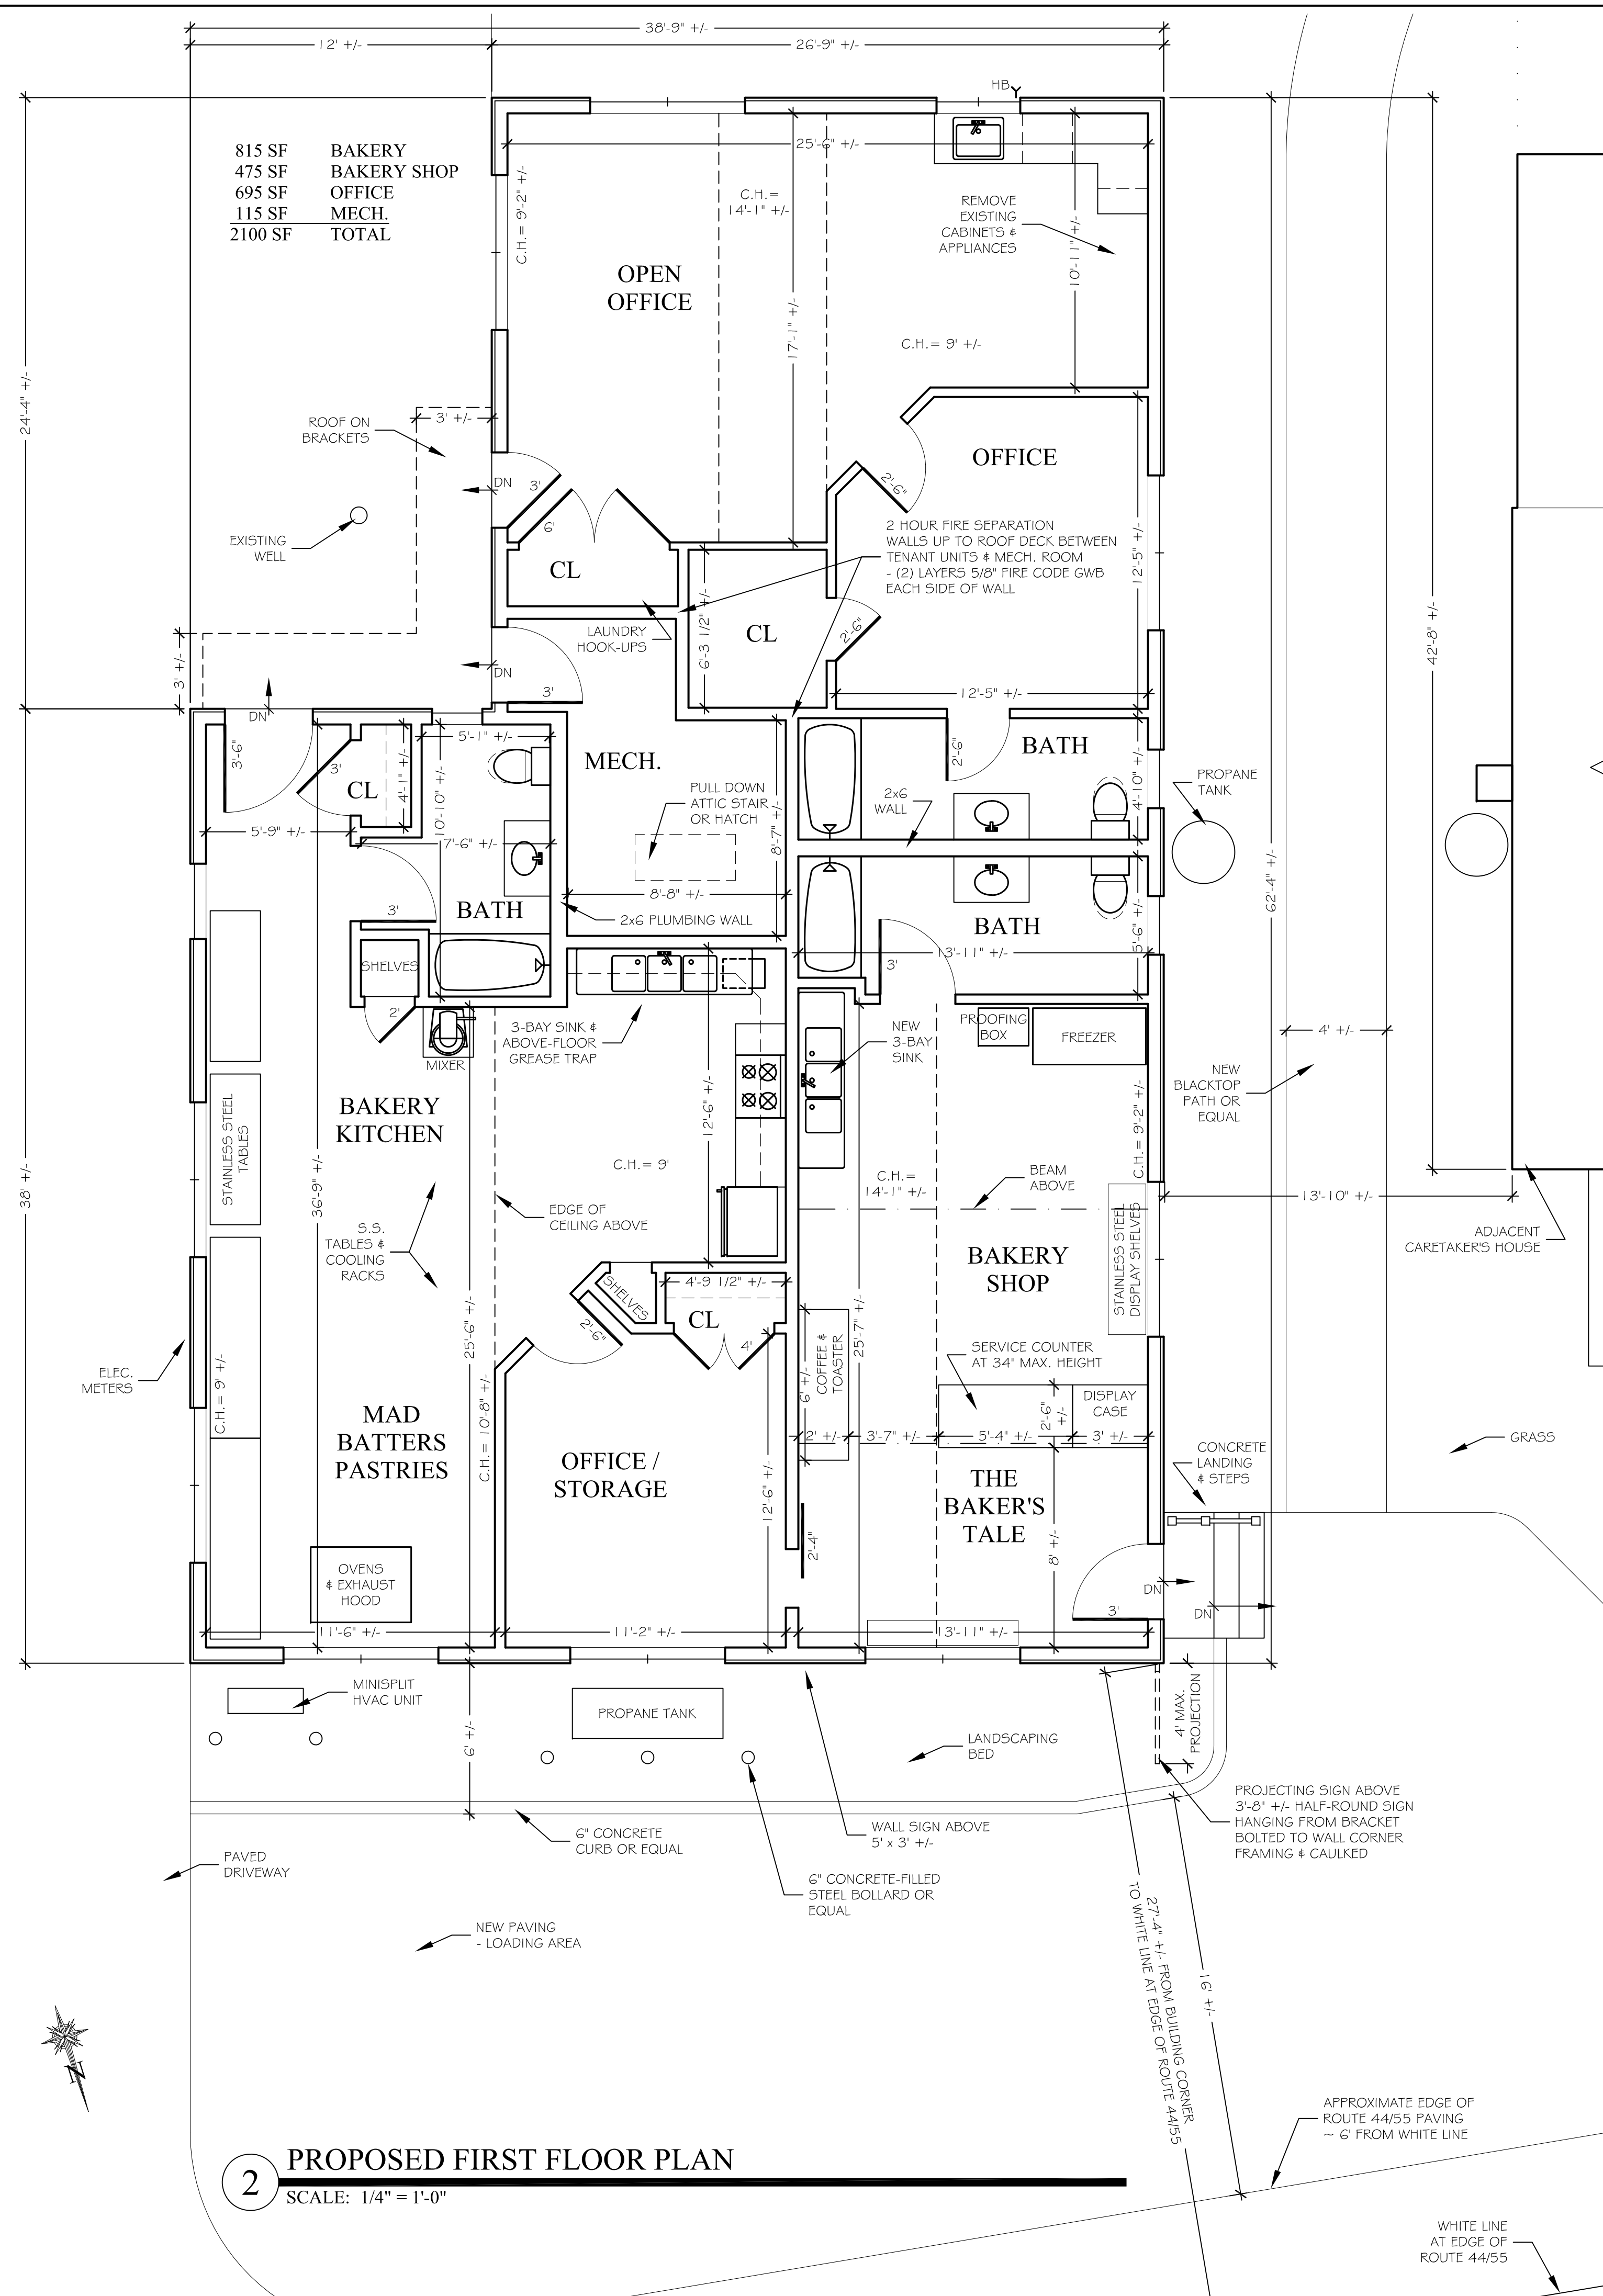 38'-9" +/-
12' +/-
26'-9" +/-
HB
815 SF BAKERY
475 SF BAKERY SHOP
695 SF OFFICE
115 SF MECH.
2100 SF TOTAL
25'-6" +/-
C.H.= 9'-2" +/-
C.H.=
14'-1" +/-
REMOVE
EXISTING
CABINETS &
APPLIANCES
10'-11" +/-
OPEN
OFFICE
17'-1" +/-
C.H.= 9' +/-
24'-4" +/-
ROOF ON
BRACKETS
3' +/-
OFFICE
DN
3'
2'-6"
6'
EXISTING
WELL
2 HOUR FIRE SEPARATION
WALLS UP TO ROOF DECK BETWEEN
TENANT UNITS & MECH. ROOM
- (2) LAYERS 5/8" FIRE CODE GWB
EACH SIDE OF WALL
12'-5" +/-
CL
LAUNDRY
HOOK-UPS
6'-3 1/2" +/-
CL
2'-6"
42'-8" +/-
3' +/-
DN
3'
12'-5" +/-
DN
3'-6"
3'
5'-1" +/-
CL
4'-1" +/-
10'-10" +/-
MECH.
2'-6"
BATH
PULL DOWN
ATTIC STAIR
OR HATCH
2x6
WALL
4'-10" +/-
PROPANE
TANK
5'-9" +/-
7'-6" +/-
8'-7" +/-
8'-8" +/-
3'
BATH
2x6 PLUMBING WALL
BATH
62'-4" +/-
5'-6" +/-
13'-11" +/-
3'
SHELVES
2'
MIXER
3-BAY SINK &
ABOVE-FLOOR
GREASE TRAP
NEW
3-BAY
SINK
PROOFING
BOX
FREEZER
4' +/-
NEW
BLACKTOP
PATH OR
EQUAL
STAINLESS STEEL
TABLES
BAKERY
KITCHEN
12'-6" +/-
C.H.= 9'-2" +/-
38' +/-
36'-9" +/-
C.H.= 9'
C.H.=
14'-1" +/-
BEAM
ABOVE
13'-10" +/-
EDGE OF
CEILING ABOVE
S.S.
TABLES &
COOLING
RACKS
ADJACENT
CARETAKER'S HOUSE
BAKERY
SHOP
STAINLESS STEEL
DISPLAY SHELVES
SHELVES
4'-9 1/2" +/-
CL
2'-6"
4'
25'-6" +/-
25'-7" +/-
COFFEE &
TOASTER
6' +/-
SERVICE COUNTER
AT 34" MAX. HEIGHT
ELEC.
METERS
C.H.= 9' +/-
C.H.= 10'-8" +/-
DISPLAY
CASE
2'-6"
+/-
2' +/-
3'-7" +/-
5'-4" +/-
3' +/-
MAD
BATTERS
PASTRIES
OFFICE /
STORAGE
12'-6" +/-
THE
BAKER'S
TALE
CONCRETE
LANDING
& STEPS
GRASS
2'-4"
8' +/-
OVENS
& EXHAUST
HOOD
DN
3'
DN
11'-6" +/-
11'-2" +/-
13'-11" +/-
MINISPLIT
HVAC UNIT
PROPANE TANK
6' +/-
LANDSCAPING
BED
4' MAX.
PROJECTION
PROJECTING SIGN ABOVE
3'-8" +/- HALF-ROUND SIGN
HANGING FROM BRACKET
BOLTED TO WALL CORNER
FRAMING & CAULKED
6" CONCRETE
CURB OR EQUAL
WALL SIGN ABOVE
5' x 3' +/-
PAVED
DRIVEWAY
6" CONCRETE-FILLED
STEEL BOLLARD OR
EQUAL
NEW PAVING
- LOADING AREA
27'-4" +/- FROM BUILDING CORNER
TO WHITE LINE AT EDGE OF ROUTE 44/55
16' +/-
N
APPROXIMATE EDGE OF
ROUTE 44/55 PAVING
~ 6' FROM WHITE LINE
2
PROPOSED FIRST FLOOR PLAN
SCALE: 1/4" = 1'-0"
WHITE LINE
AT EDGE OF
ROUTE 44/55